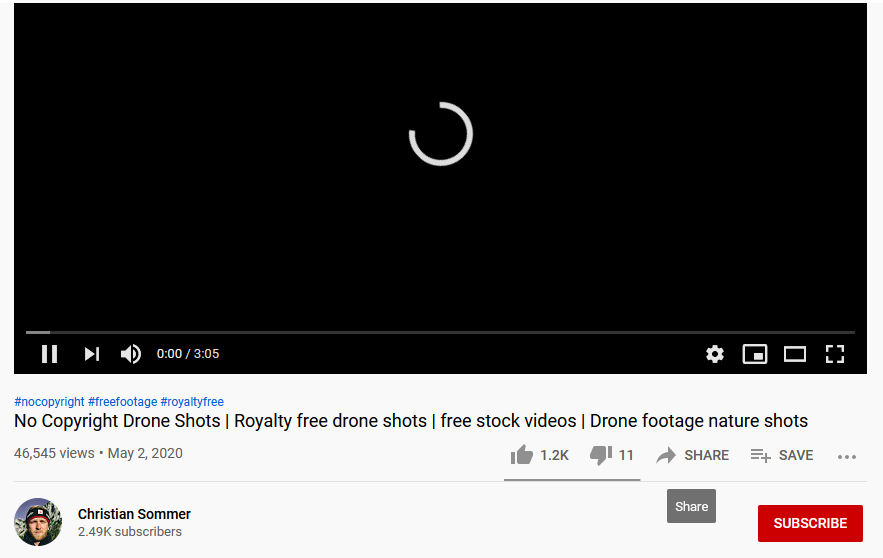 0:00 / 3:05
#nocopyright #freefootage #royaltyfree
No Copyright Drone Shots | Royalty free drone shots | free stock videos | Drone footage nature shots
46,545 views • May 2, 2020
1.2K
11
SHARE
SAVE
Share
Christian Sommer
2.49K subscribers
SUBSCRIBE